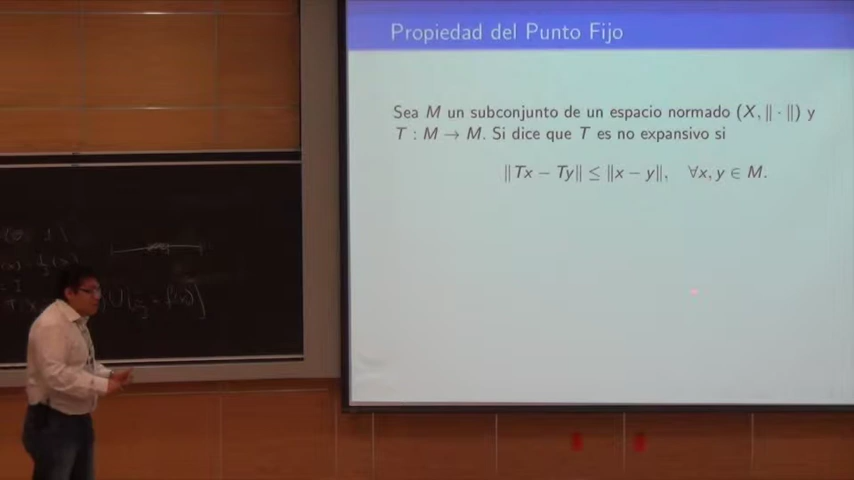 Propiedad del Punto Fijo
Sea M un subconjunto de un espacio normado (X, ∥ · ∥) y
T : M → M. Si dice que T es no expansivo si
∥Tx − Ty∥ ≤ ∥x − y∥, ∀x, y ∈ M.